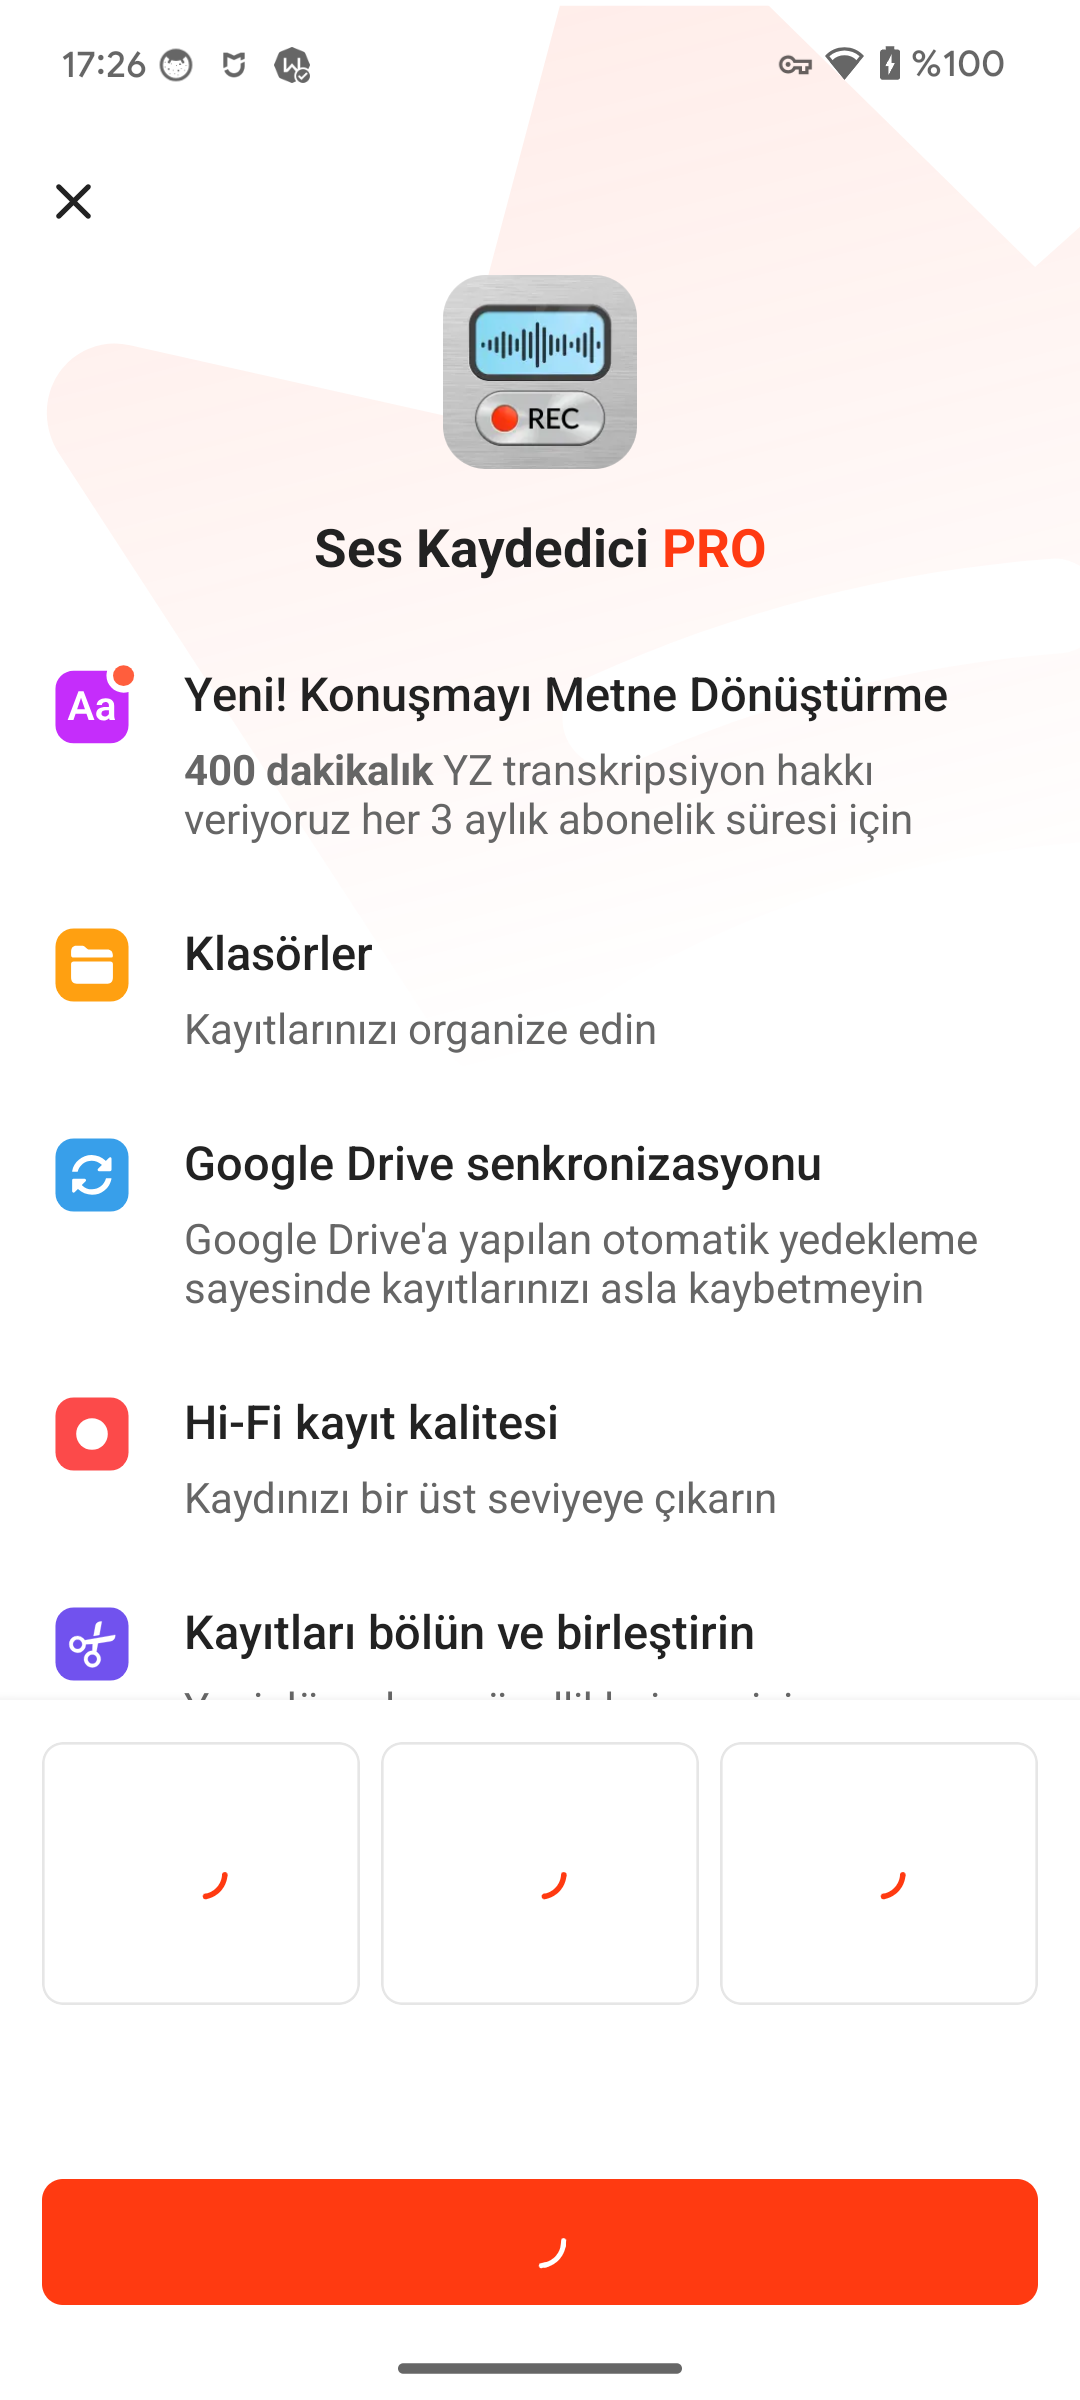 17:26
%100
REC
Ses Kaydedici PRO
Aa
Yeni! Konuşmayı Metne Dönüştürme
400 dakikalık YZ transkripsiyon hakkı
veriyoruz her 3 aylık abonelik süresi için
Klasörler
Kayıtlarınızı organize edin
Google Drive senkronizasyonu
Google Drive'a yapılan otomatik yedekleme
sayesinde kayıtlarınızı asla kaybetmeyin
Hi-Fi kayıt kalitesi
Kaydınızı bir üst seviyeye çıkarın
Kayıtları bölün ve birleştirin